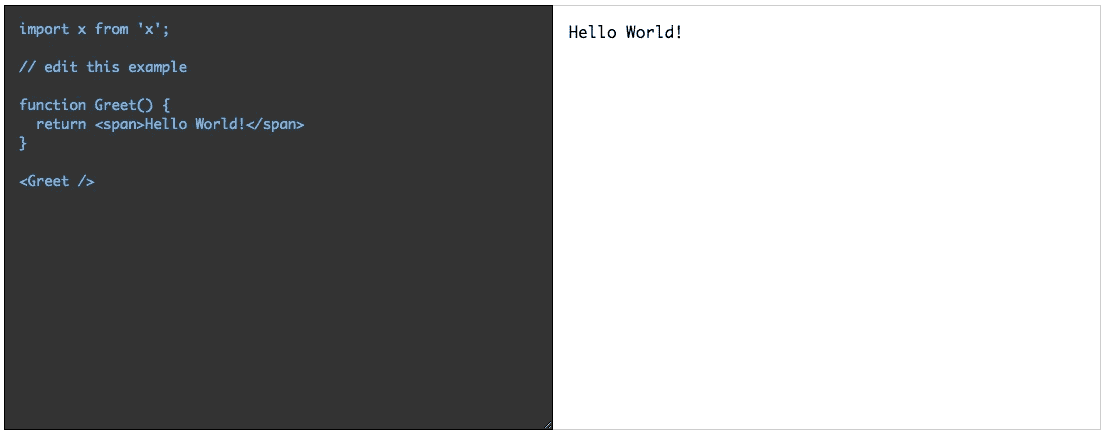 import x from 'x';
// edit this example
function Greet() {
  return <span>Hello World!</span>
}
<Greet />
Hello World!